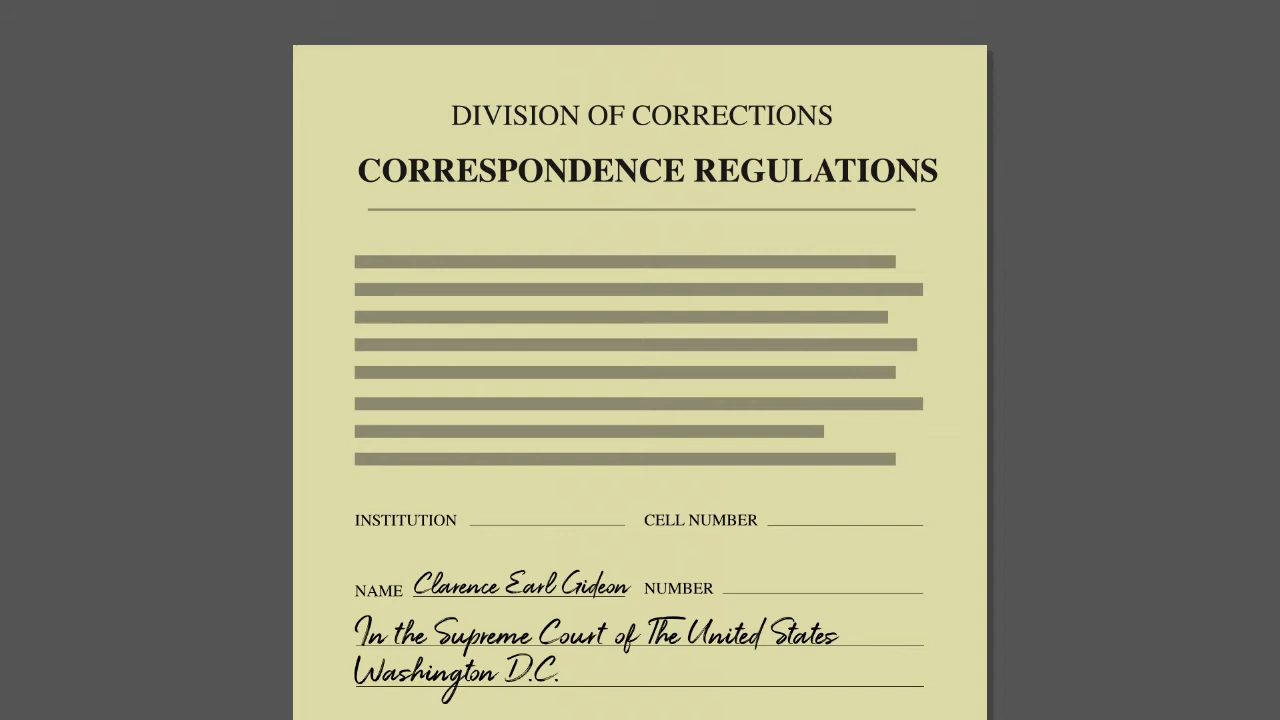 DIVISION OF CORRECTIONS
CORRESPONDENCE REGULATIONS
INSTITUTION CELL NUMBER
NAME Clarence Earl Gideon NUMBER
In the Supreme Court of The United States
Washington D.C.